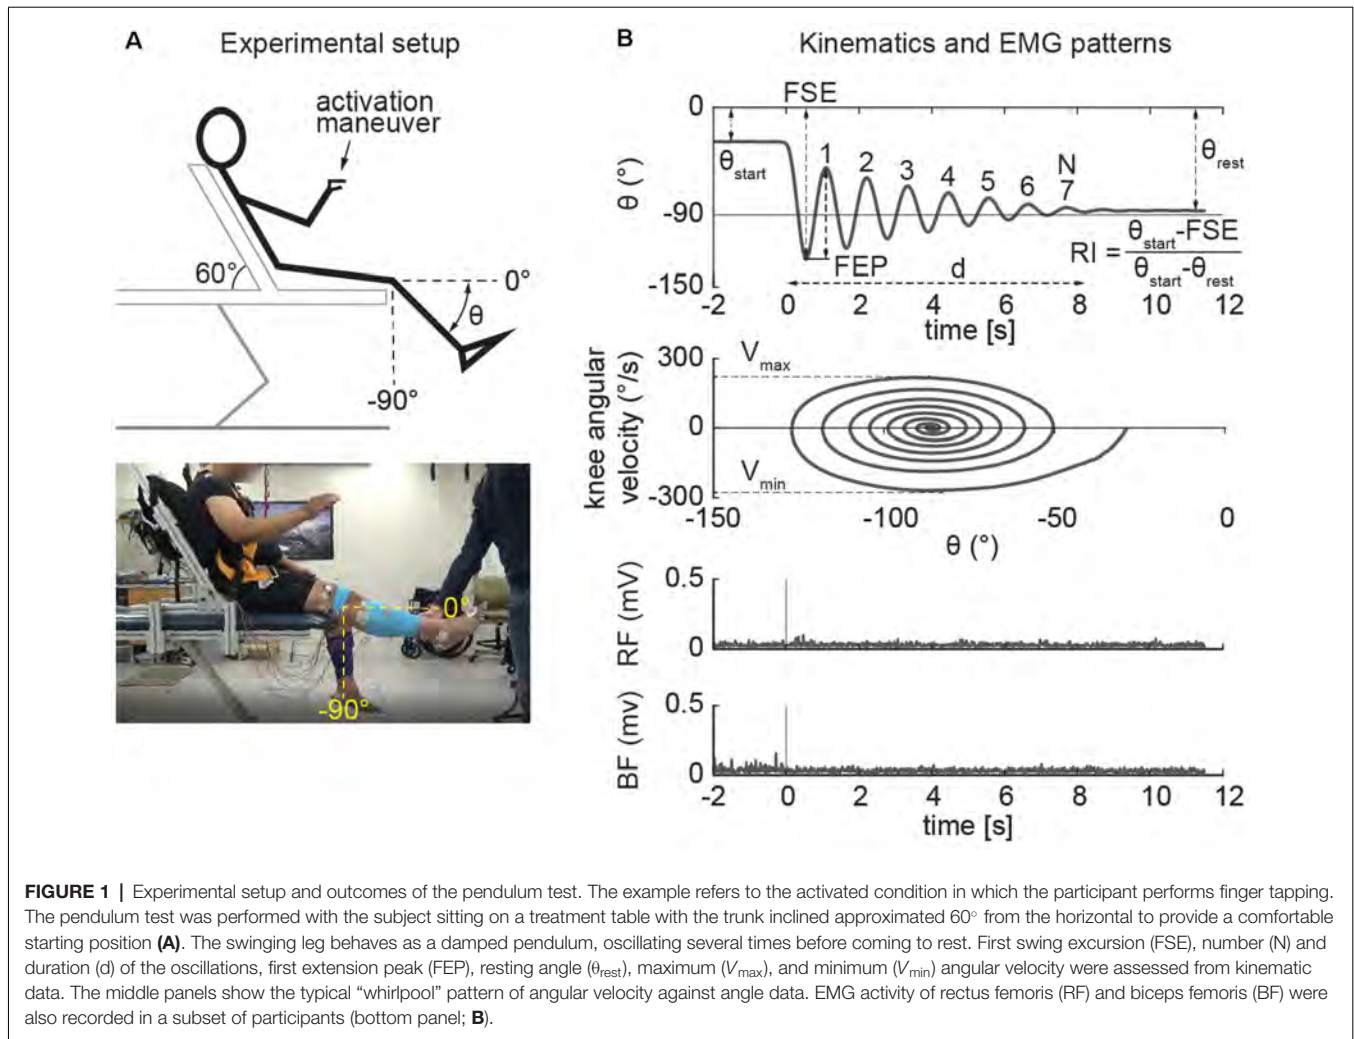 A Experimental setup
activation
maneuver
60°
0°
θ
-90°
0°
-90°
B Kinematics and EMG patterns
FSE
0
θstart
1 2 3 4 5 6 N
7
θrest
θ (°)
-90
FEP
d
RI = θstart-FSE
θstart-θrest
-150
-2 0 2 4 6 8 10 12
time [s]
300
Vmax
knee angular
velocity (°/s)
0
Vmin
-300
-150 -100 -50 0
θ (°)
0.5
RF (mV)
0
0.5
BF (mv)
0
-2 0 2 4 6 8 10 12
time [s]
FIGURE 1 | Experimental setup and outcomes of the pendulum test. The example refers to the activated condition in which the participant performs finger tapping.
The pendulum test was performed with the subject sitting on a treatment table with the trunk inclined approximated 60° from the horizontal to provide a comfortable
starting position (A). The swinging leg behaves as a damped pendulum, oscillating several times before coming to rest. First swing excursion (FSE), number (N) and
duration (d) of the oscillations, first extension peak (FEP), resting angle (θrest), maximum (Vmax), and minimum (Vmin) angular velocity were assessed from kinematic
data. The middle panels show the typical “whirlpool” pattern of angular velocity against angle data. EMG activity of rectus femoris (RF) and biceps femoris (BF) were
also recorded in a subset of participants (bottom panel; B).